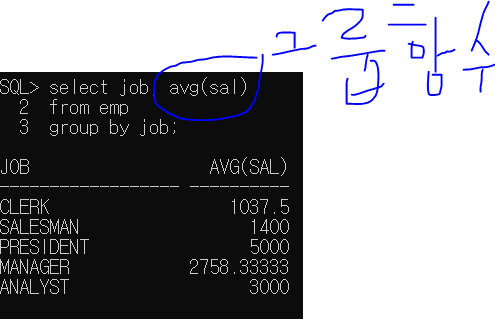 그룹함수
SQL> select job, avg(sal)
2 from emp
3 group by job;
JOB AVG(SAL)
------------------ ----------
CLERK 1037.5
SALESMAN 1400
PRESIDENT 5000
MANAGER 2758.33333
ANALYST 3000